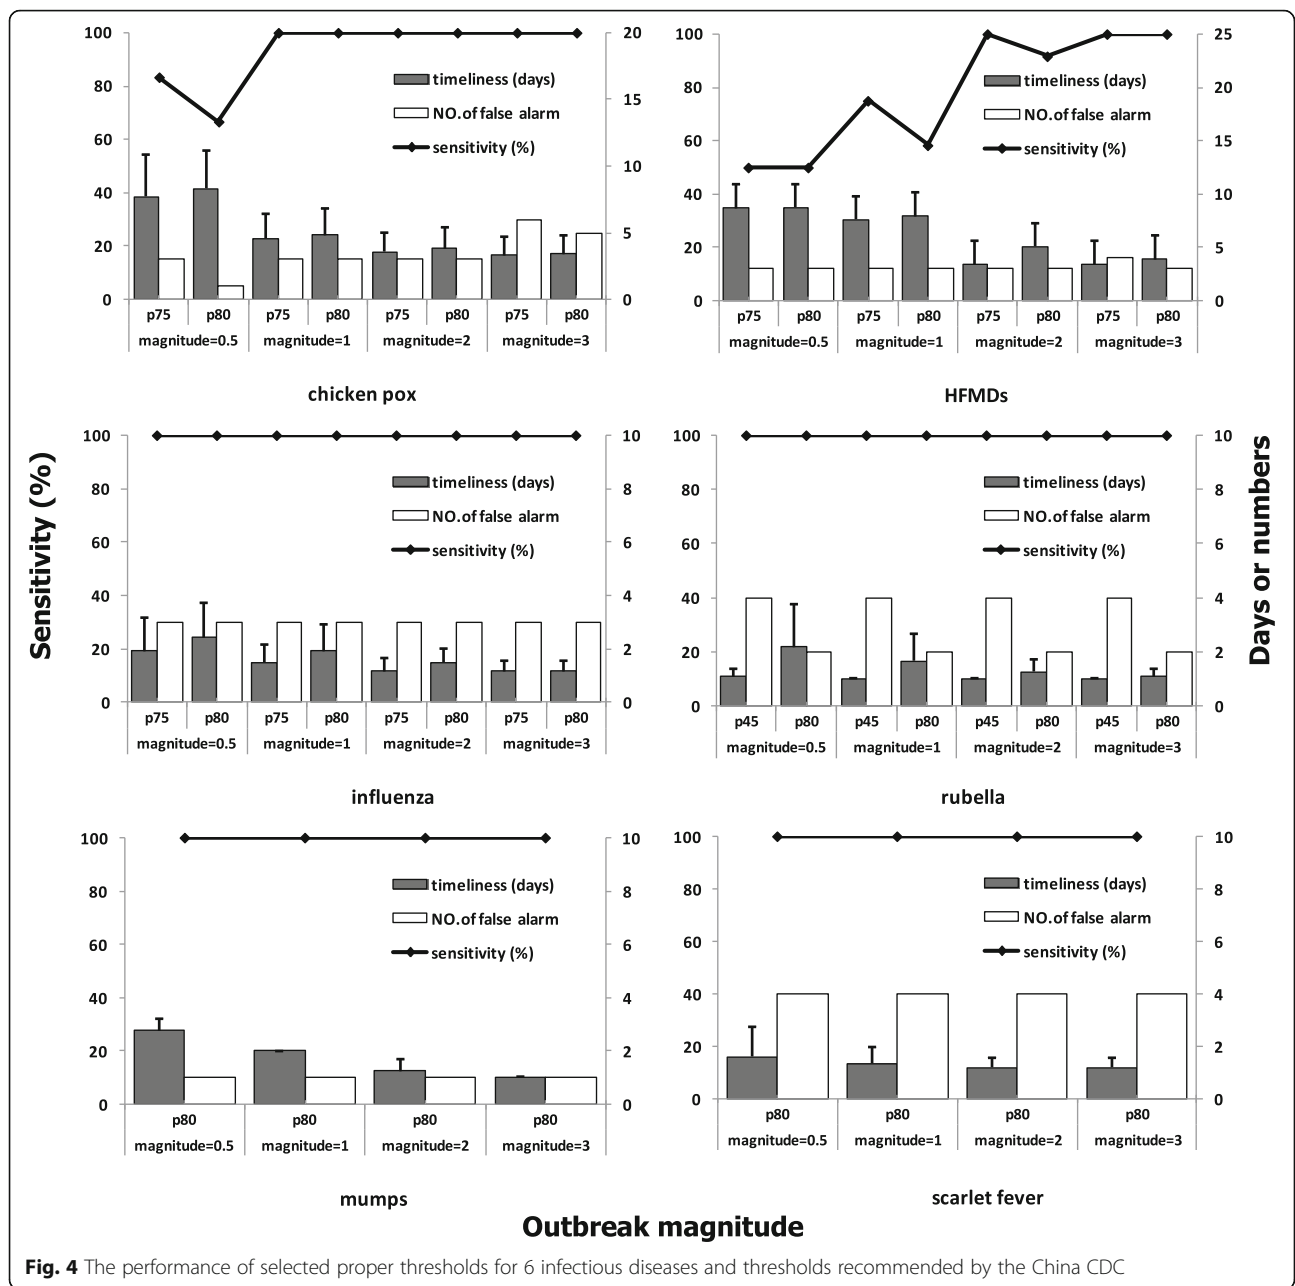 Sensitivity (%)
Days or numbers
100 80 60 40 20 0
20 15 10 5 0
timeliness (days)
NO.of false alarm
sensitivity (%)
p75 p80 p75 p80 p75 p80 p75 p80
magnitude=0.5 magnitude=1 magnitude=2 magnitude=3
chicken pox
100 80 60 40 20 0
25 20 15 10 5 0
timeliness (days)
NO.of false alarm
sensitivity (%)
p75 p80 p75 p80 p75 p80 p75 p80
magnitude=0.5 magnitude=1 magnitude=2 magnitude=3
HFMDs
100 80 60 40 20 0
10 8 6 4 2 0
timeliness (days)
NO.of false alarm
sensitivity (%)
p75 p80 p75 p80 p75 p80 p75 p80
magnitude=0.5 magnitude=1 magnitude=2 magnitude=3
influenza
100 80 60 40 20 0
10 8 6 4 2 0
timeliness (days)
NO.of false alarm
sensitivity (%)
p45 p80 p45 p80 p45 p80 p45 p80
magnitude=0.5 magnitude=1 magnitude=2 magnitude=3
rubella
100 80 60 40 20 0
10 8 6 4 2 0
timeliness (days)
NO.of false alarm
sensitivity (%)
p80 p80 p80 p80
magnitude=0.5 magnitude=1 magnitude=2 magnitude=3
mumps
100 80 60 40 20 0
10 8 6 4 2 0
timeliness (days)
NO.of false alarm
sensitivity (%)
p80 p80 p80 p80
magnitude=0.5 magnitude=1 magnitude=2 magnitude=3
scarlet fever
Outbreak magnitude
Fig. 4 The performance of selected proper thresholds for 6 infectious diseases and thresholds recommended by the China CDC